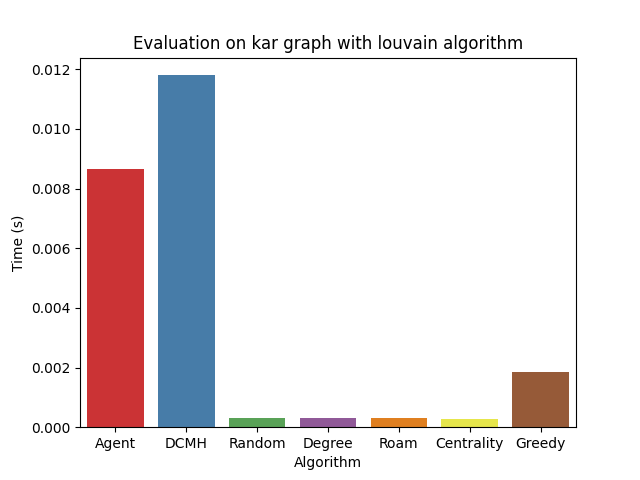 Evaluation on kar graph with louvain algorithm
0.012
0.010
0.008
0.006
0.004
0.002
0.000
Time (s)
Agent DCMH Random Degree Roam Centrality Greedy
Algorithm